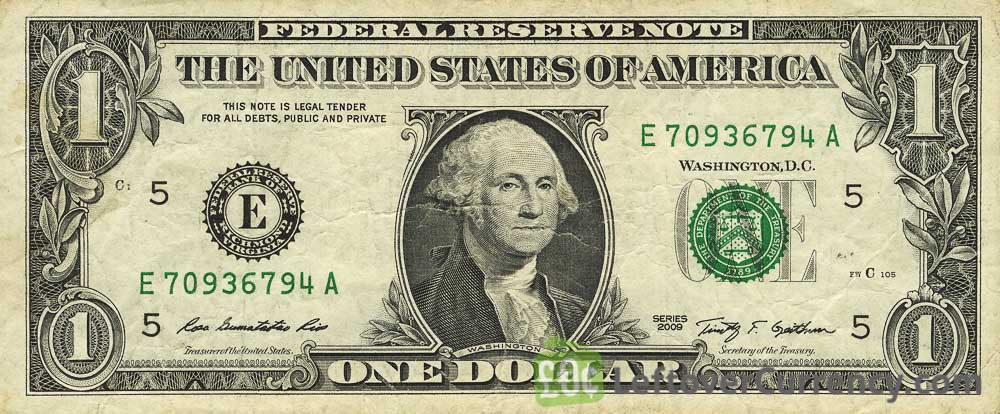 FEDERAL RESERVE NOTE
THE UNITED STATES OF AMERICA
1
1
THIS NOTE IS LEGAL TENDER
FOR ALL DEBTS, PUBLIC AND PRIVATE
E 70936794 A
WASHINGTON, D.C.
C1
5
5
FEDERAL RESERVE
BANK OF
E
RICHMOND
VIRGINIA
ONE
THE DEPARTMENT OF THE TREASURY
1789
FW C 105
E 70936794 A
5
5
Rosa Gumataotao Rios
Treasurer of the United States.
SERIES
2009
Timothy F. Geithner
Secretary of the Treasury.
1
1
WASHINGTON
ONE DOLLAR
LeftoverCurrency.com